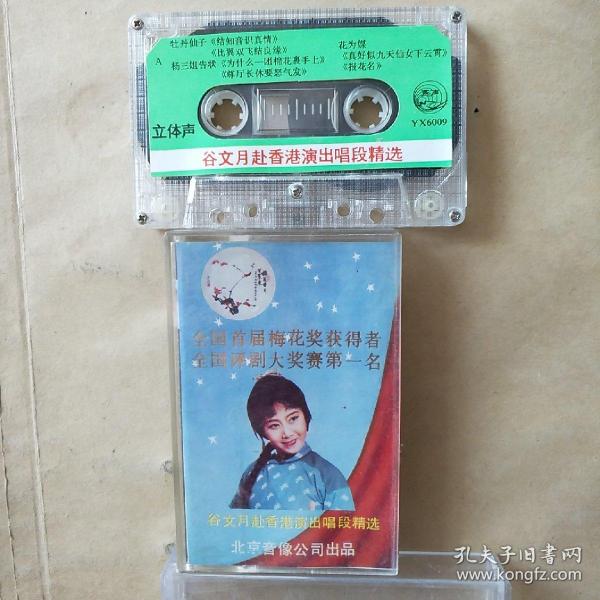 牡丹仙子《结知音识真情》
《比翼双飞结良缘》
A
杨三姐告状《为什么一团棉花裹手上》
《尊厅长休要怒气发》
花为媒
《真好似九天仙女下云霄》
《报花名》
立体声
YX6009
谷文月赴香港演出唱段精选
全国首届梅花奖获得者
全国评剧大奖赛第一名
谷文月赴香港演出唱段精选
北京音像公司出品
孔夫子旧书网
www.kongfz.com